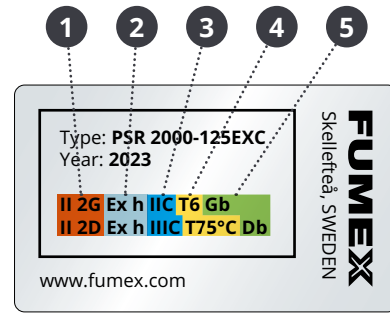 1 2 3 4 5
Type: PSR 2000-125EXC
Year: 2023
II 2G Ex h IIC T6 Gb
II 2D Ex h IIIC T75°C Db
www.fumex.com
FUMEX
Skellefteå, SWEDEN